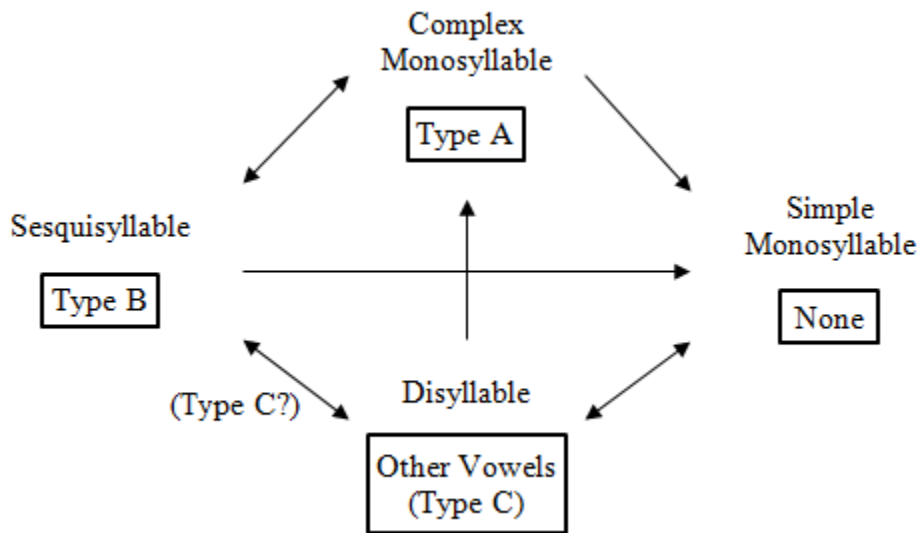 Complex
Monosyllable
Type A
Sesquisyllable
Type B
Simple
Monosyllable
None
(Type C?)
Disyllable
Other Vowels
(Type C)